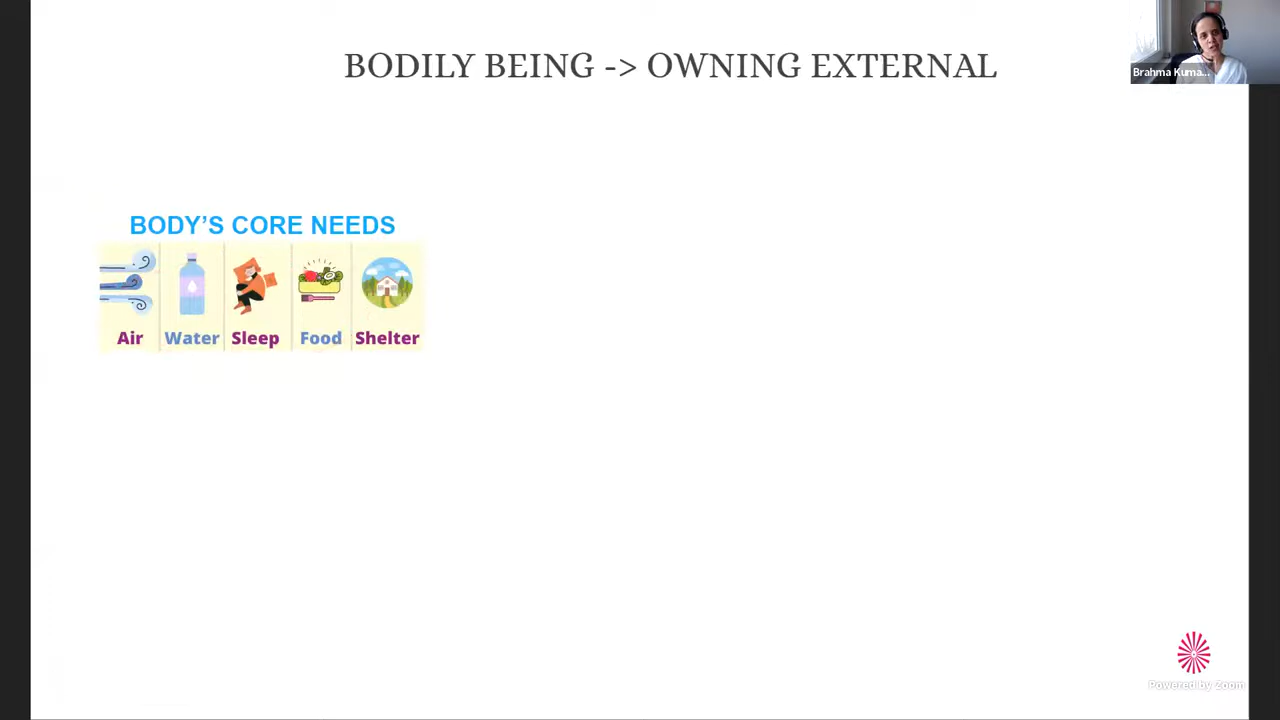 BODILY BEING -> OWNING EXTERNAL
Brahma Kuma...
BODY'S CORE NEEDS
Air Water Sleep Food Shelter
Powered by Zoom